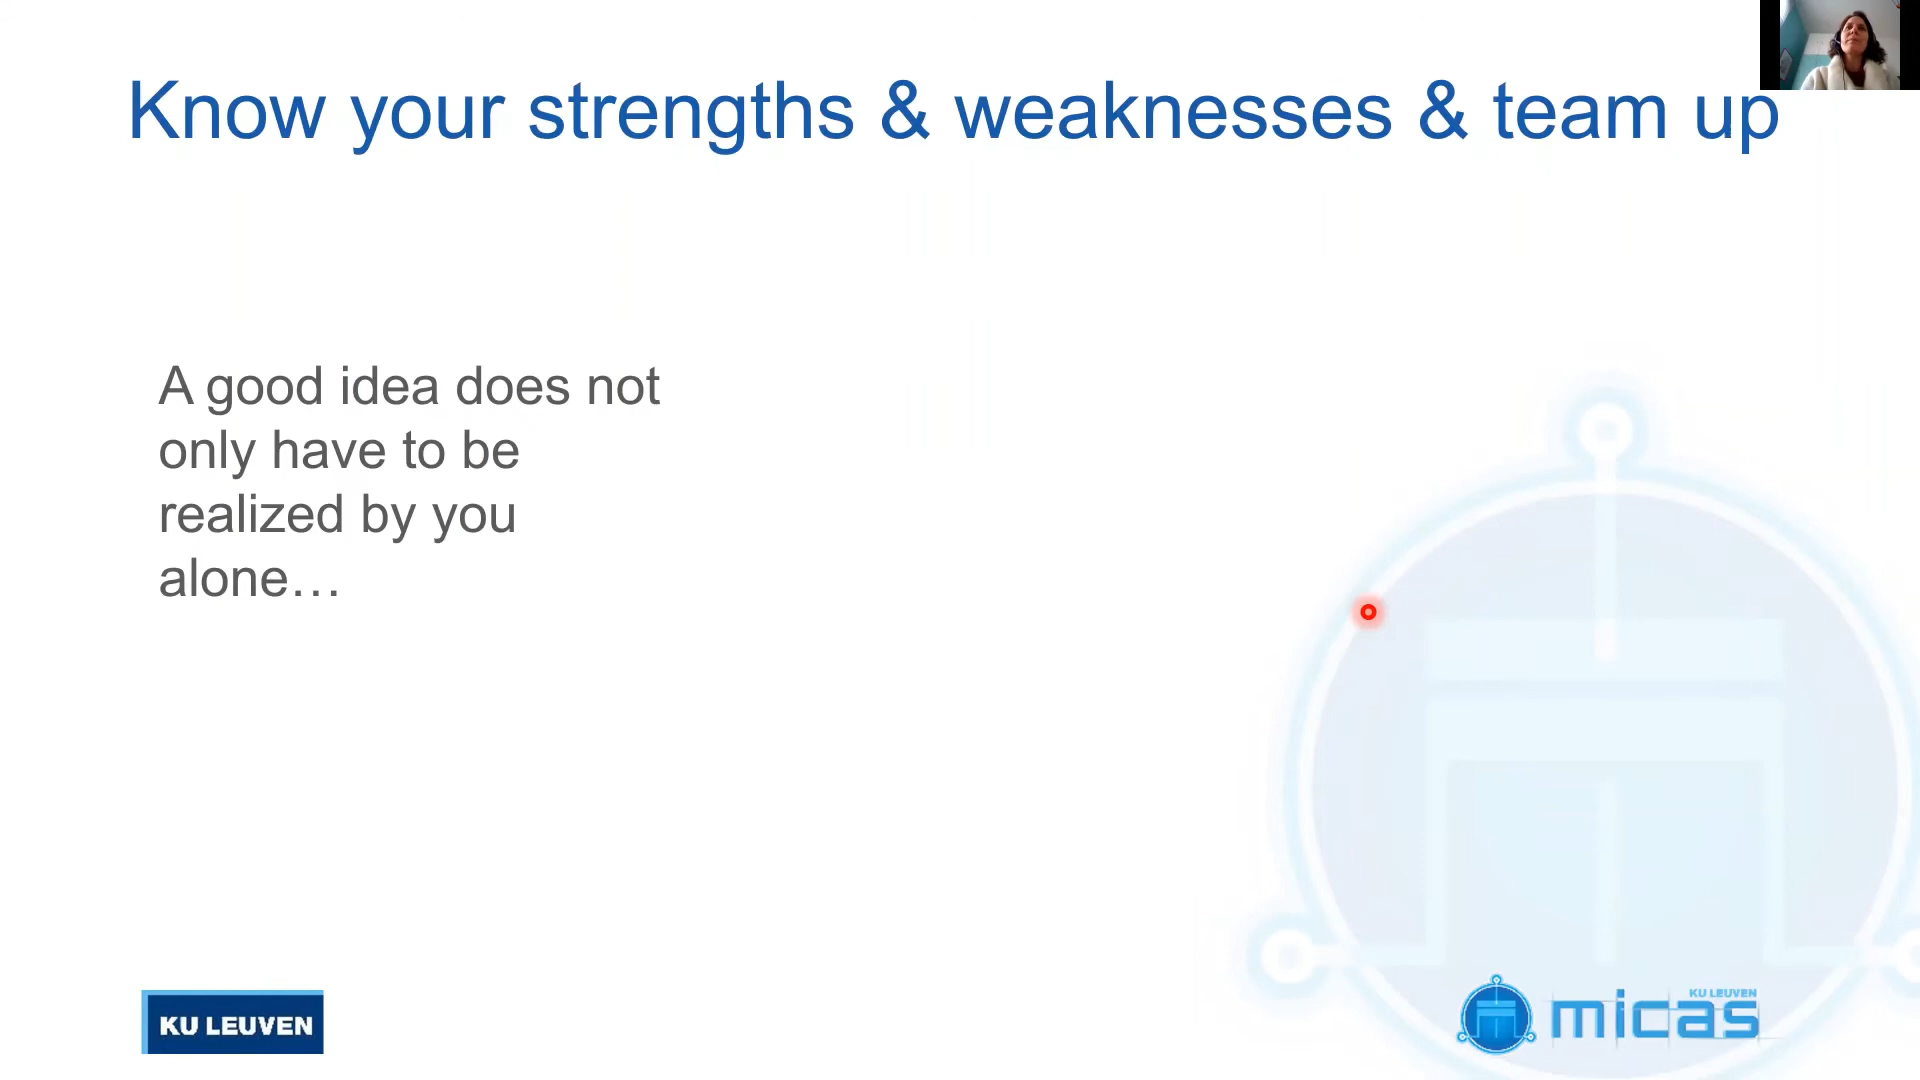 Know your strengths & weaknesses & team up
A good idea does not
only have to be
realized by you
alone…
KU LEUVEN
KU LEUVEN
micas